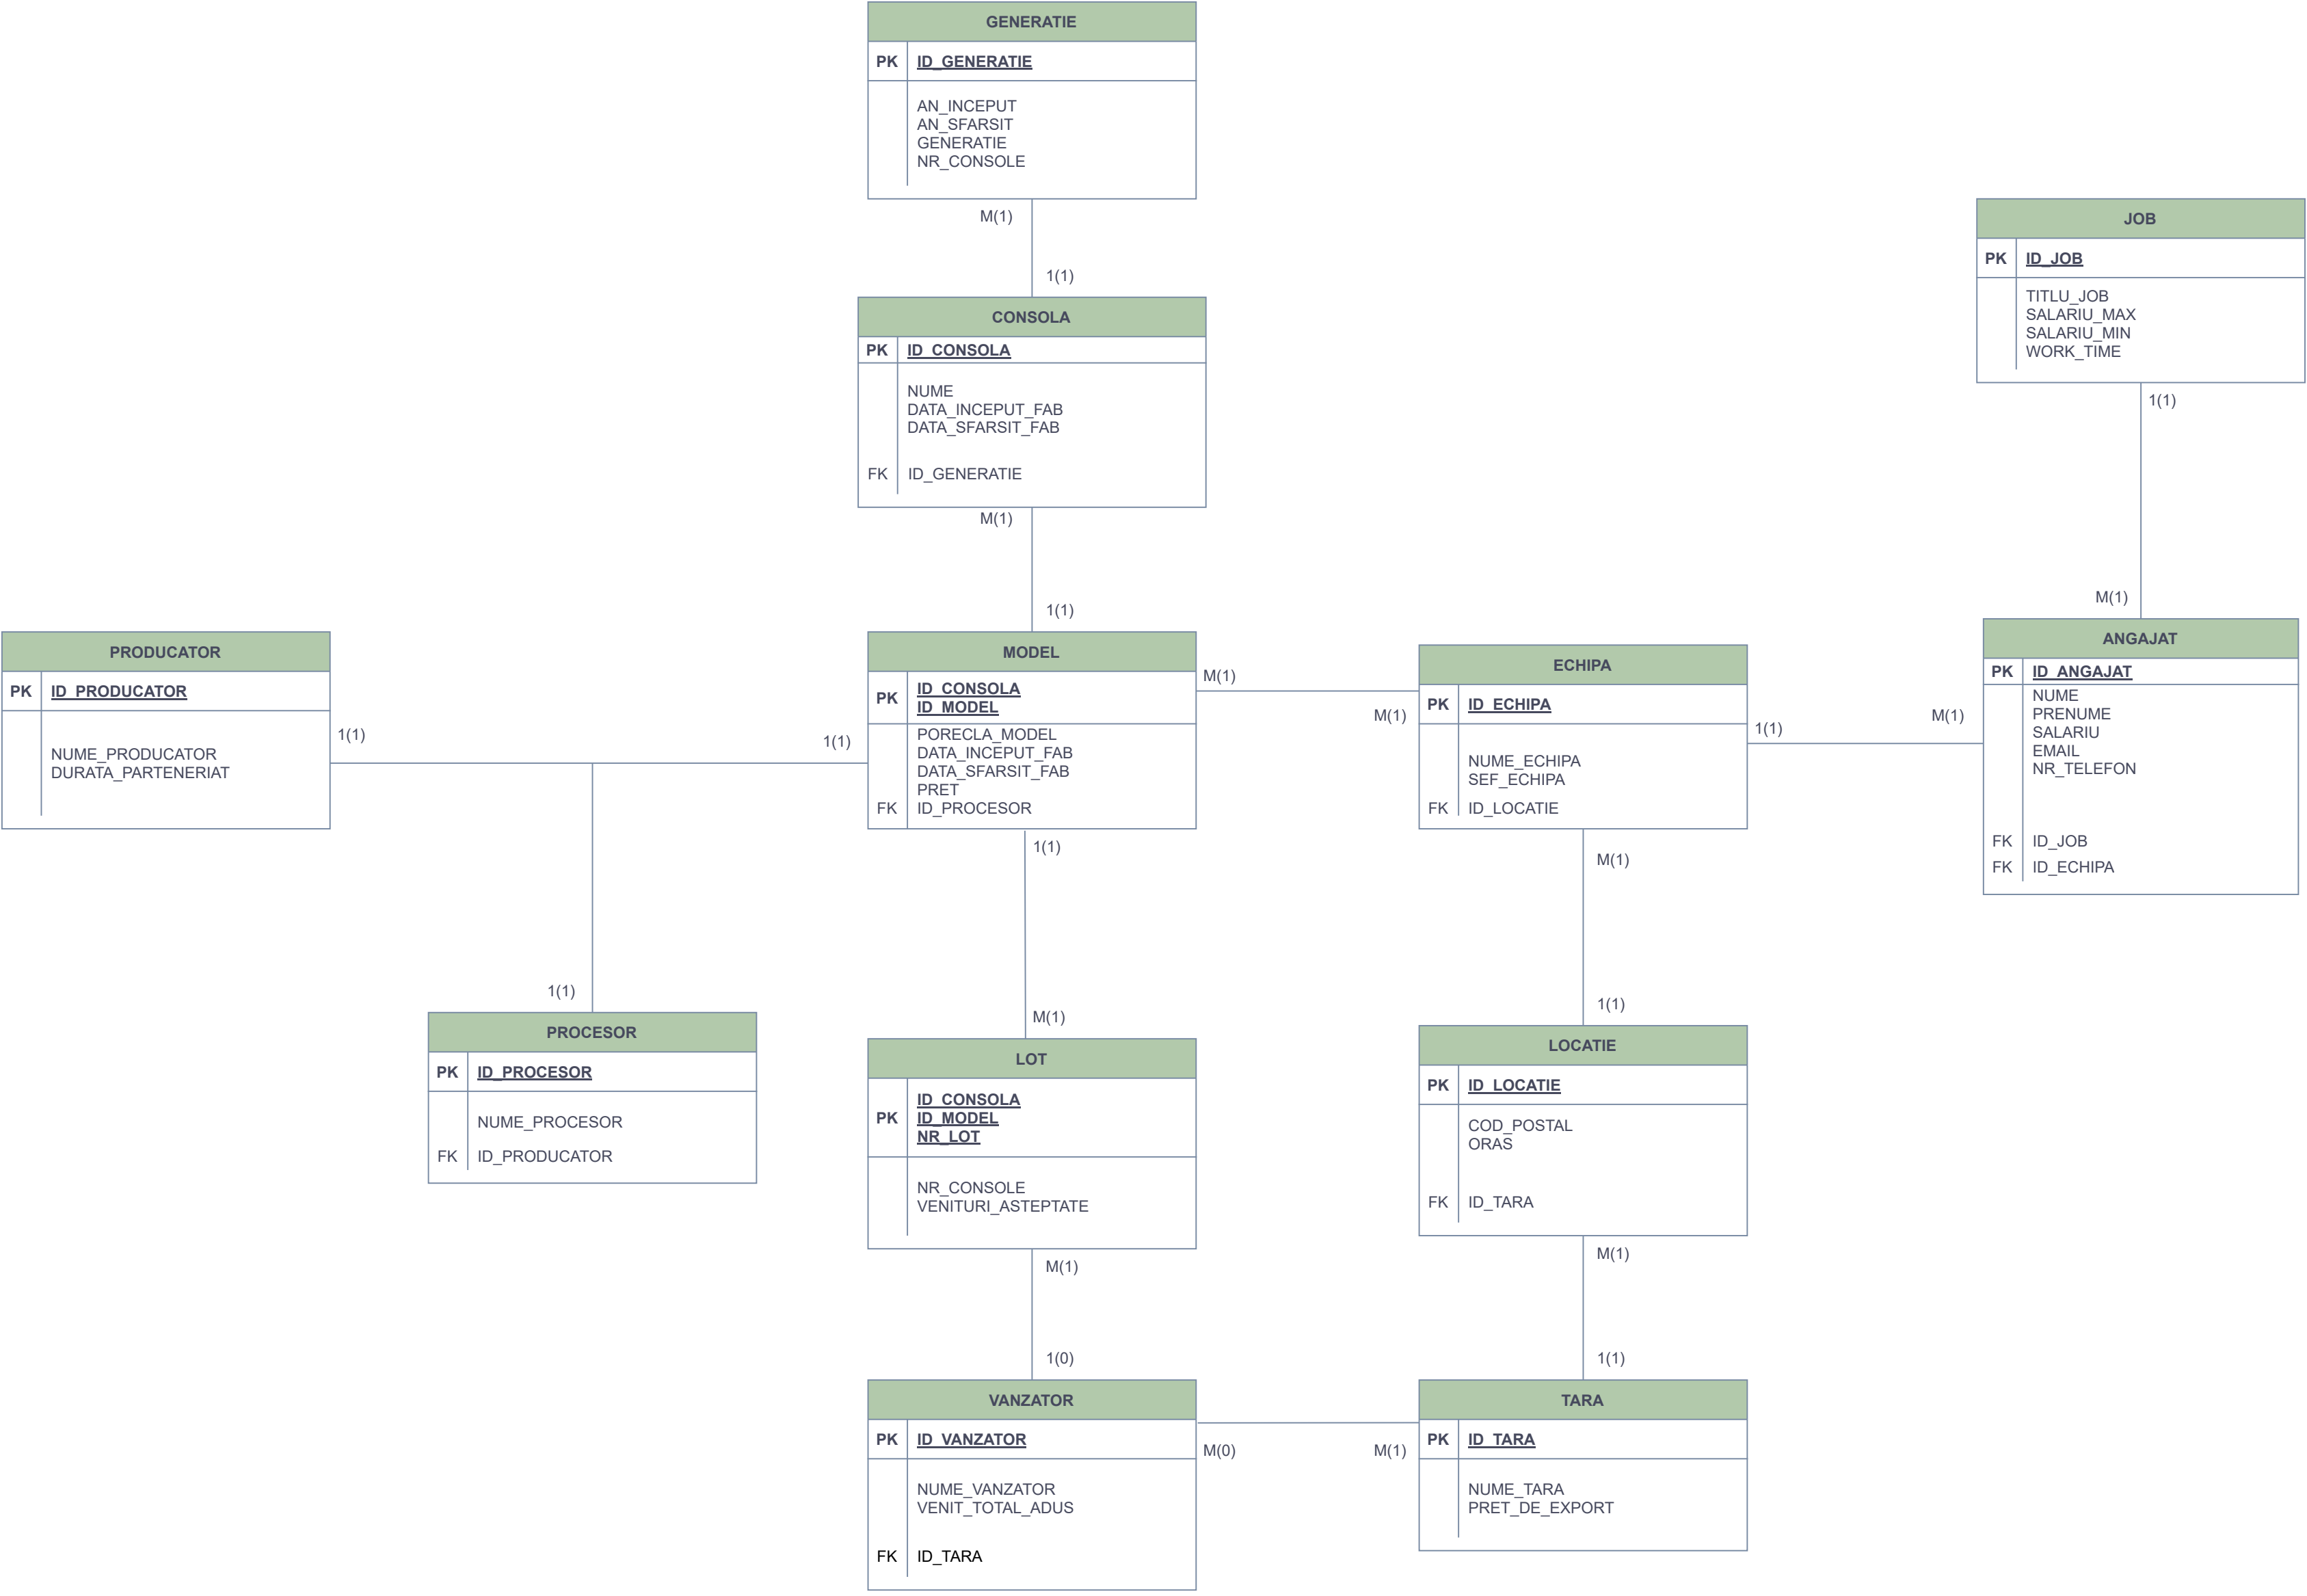 GENERATIE
PK ID_GENERATIE
AN_INCEPUT
AN_SFARSIT
GENERATIE
NR_CONSOLE
M(1)
1(1)
CONSOLA
PK ID_CONSOLA
NUME
DATA_INCEPUT_FAB
DATA_SFARSIT_FAB
FK ID_GENERATIE
M(1)
1(1)
JOB
PK ID_JOB
TITLU_JOB
SALARIU_MAX
SALARIU_MIN
WORK_TIME
1(1)
M(1)
PRODUCATOR
PK ID_PRODUCATOR
NUME_PRODUCATOR
DURATA_PARTENERIAT
1(1)
1(1)
1(1)
MODEL
PK ID_CONSOLA
ID_MODEL
PORECLA_MODEL
DATA_INCEPUT_FAB
DATA_SFARSIT_FAB
PRET
FK ID_PROCESOR
M(1)
M(1)
ECHIPA
PK ID_ECHIPA
NUME_ECHIPA
SEF_ECHIPA
FK ID_LOCATIE
1(1)
M(1)
ANGAJAT
PK ID_ANGAJAT
NUME
PRENUME
SALARIU
EMAIL
NR_TELEFON
FK ID_JOB
FK ID_ECHIPA
PROCESOR
PK ID_PROCESOR
NUME_PROCESOR
FK ID_PRODUCATOR
1(1)
M(1)
LOT
PK ID_CONSOLA
ID_MODEL
NR_LOT
NR_CONSOLE
VENITURI_ASTEPTATE
M(1)
1(0)
M(1)
1(1)
LOCATIE
PK ID_LOCATIE
COD_POSTAL
ORAS
FK ID_TARA
M(1)
1(1)
VANZATOR
PK ID_VANZATOR
NUME_VANZATOR
VENIT_TOTAL_ADUS
FK ID_TARA
M(0)
M(1)
TARA
PK ID_TARA
NUME_TARA
PRET_DE_EXPORT